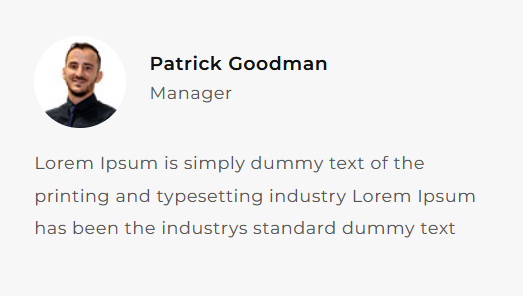 Patrick Goodman
Manager
Lorem Ipsum is simply dummy text of the
printing and typesetting industry Lorem Ipsum
has been the industrys standard dummy text